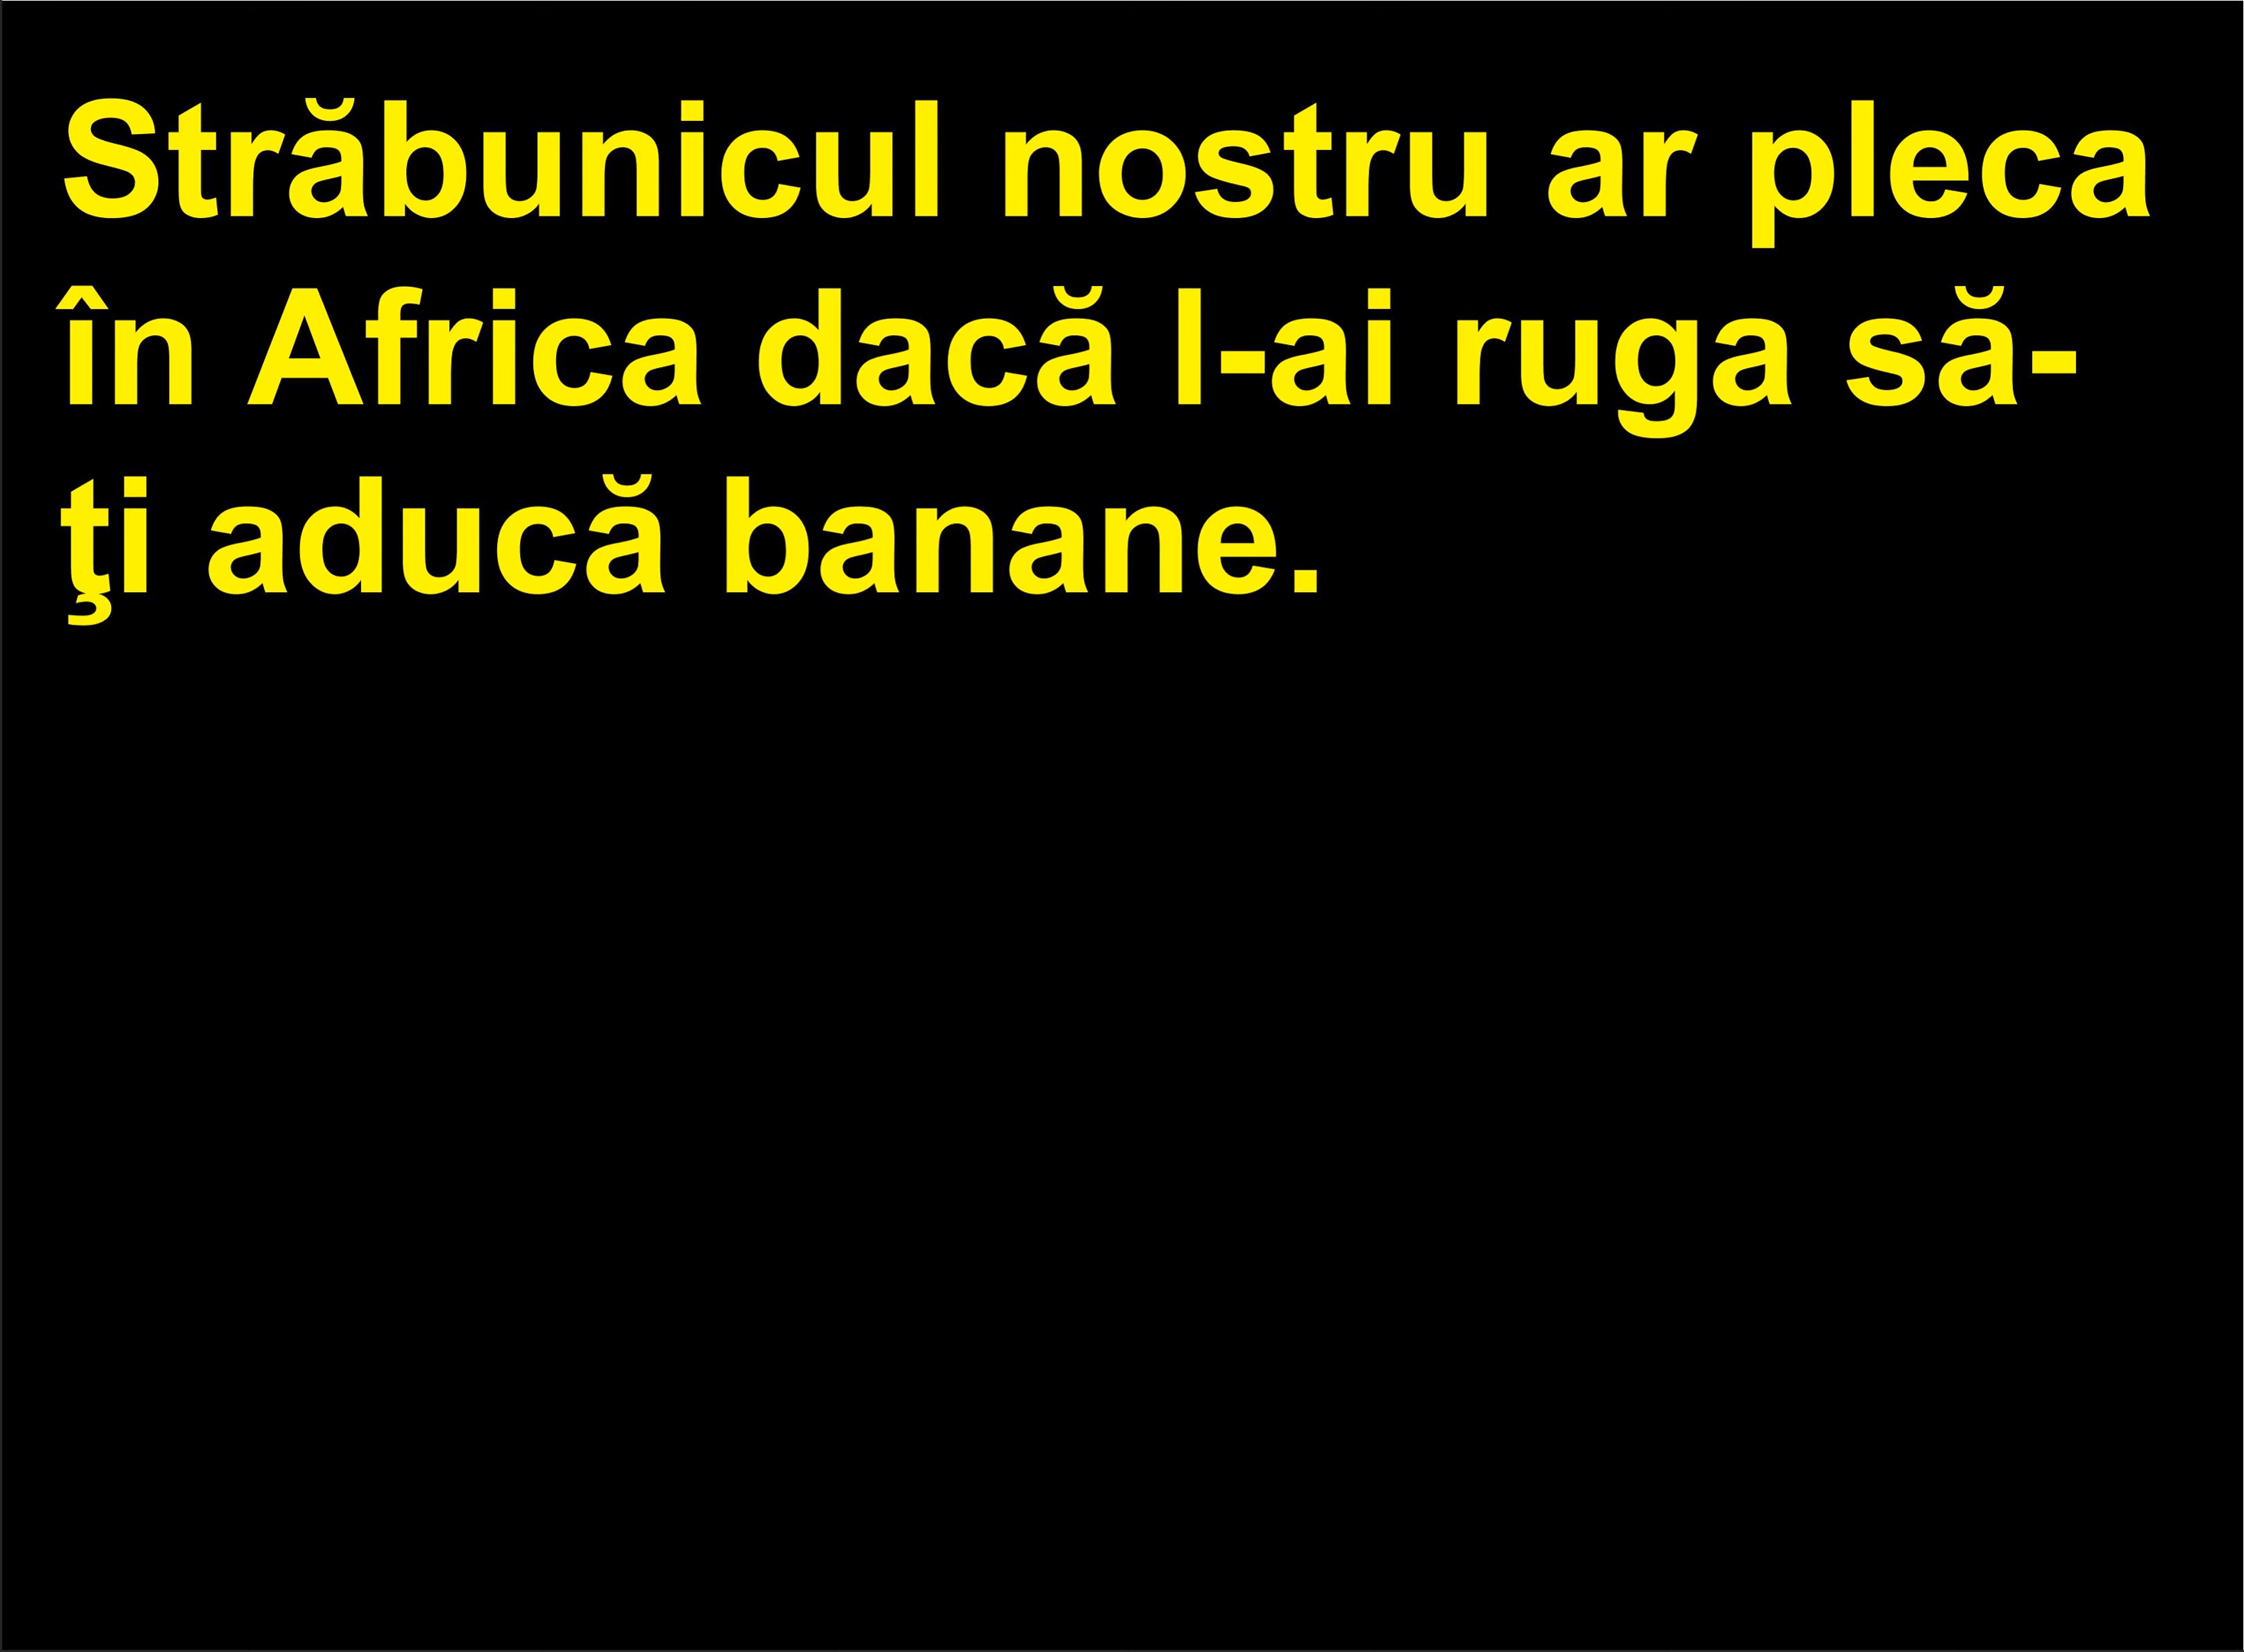 Străbunicul nostru ar pleca
în Africa dacă l-ai ruga să-
ţi aducă banane.